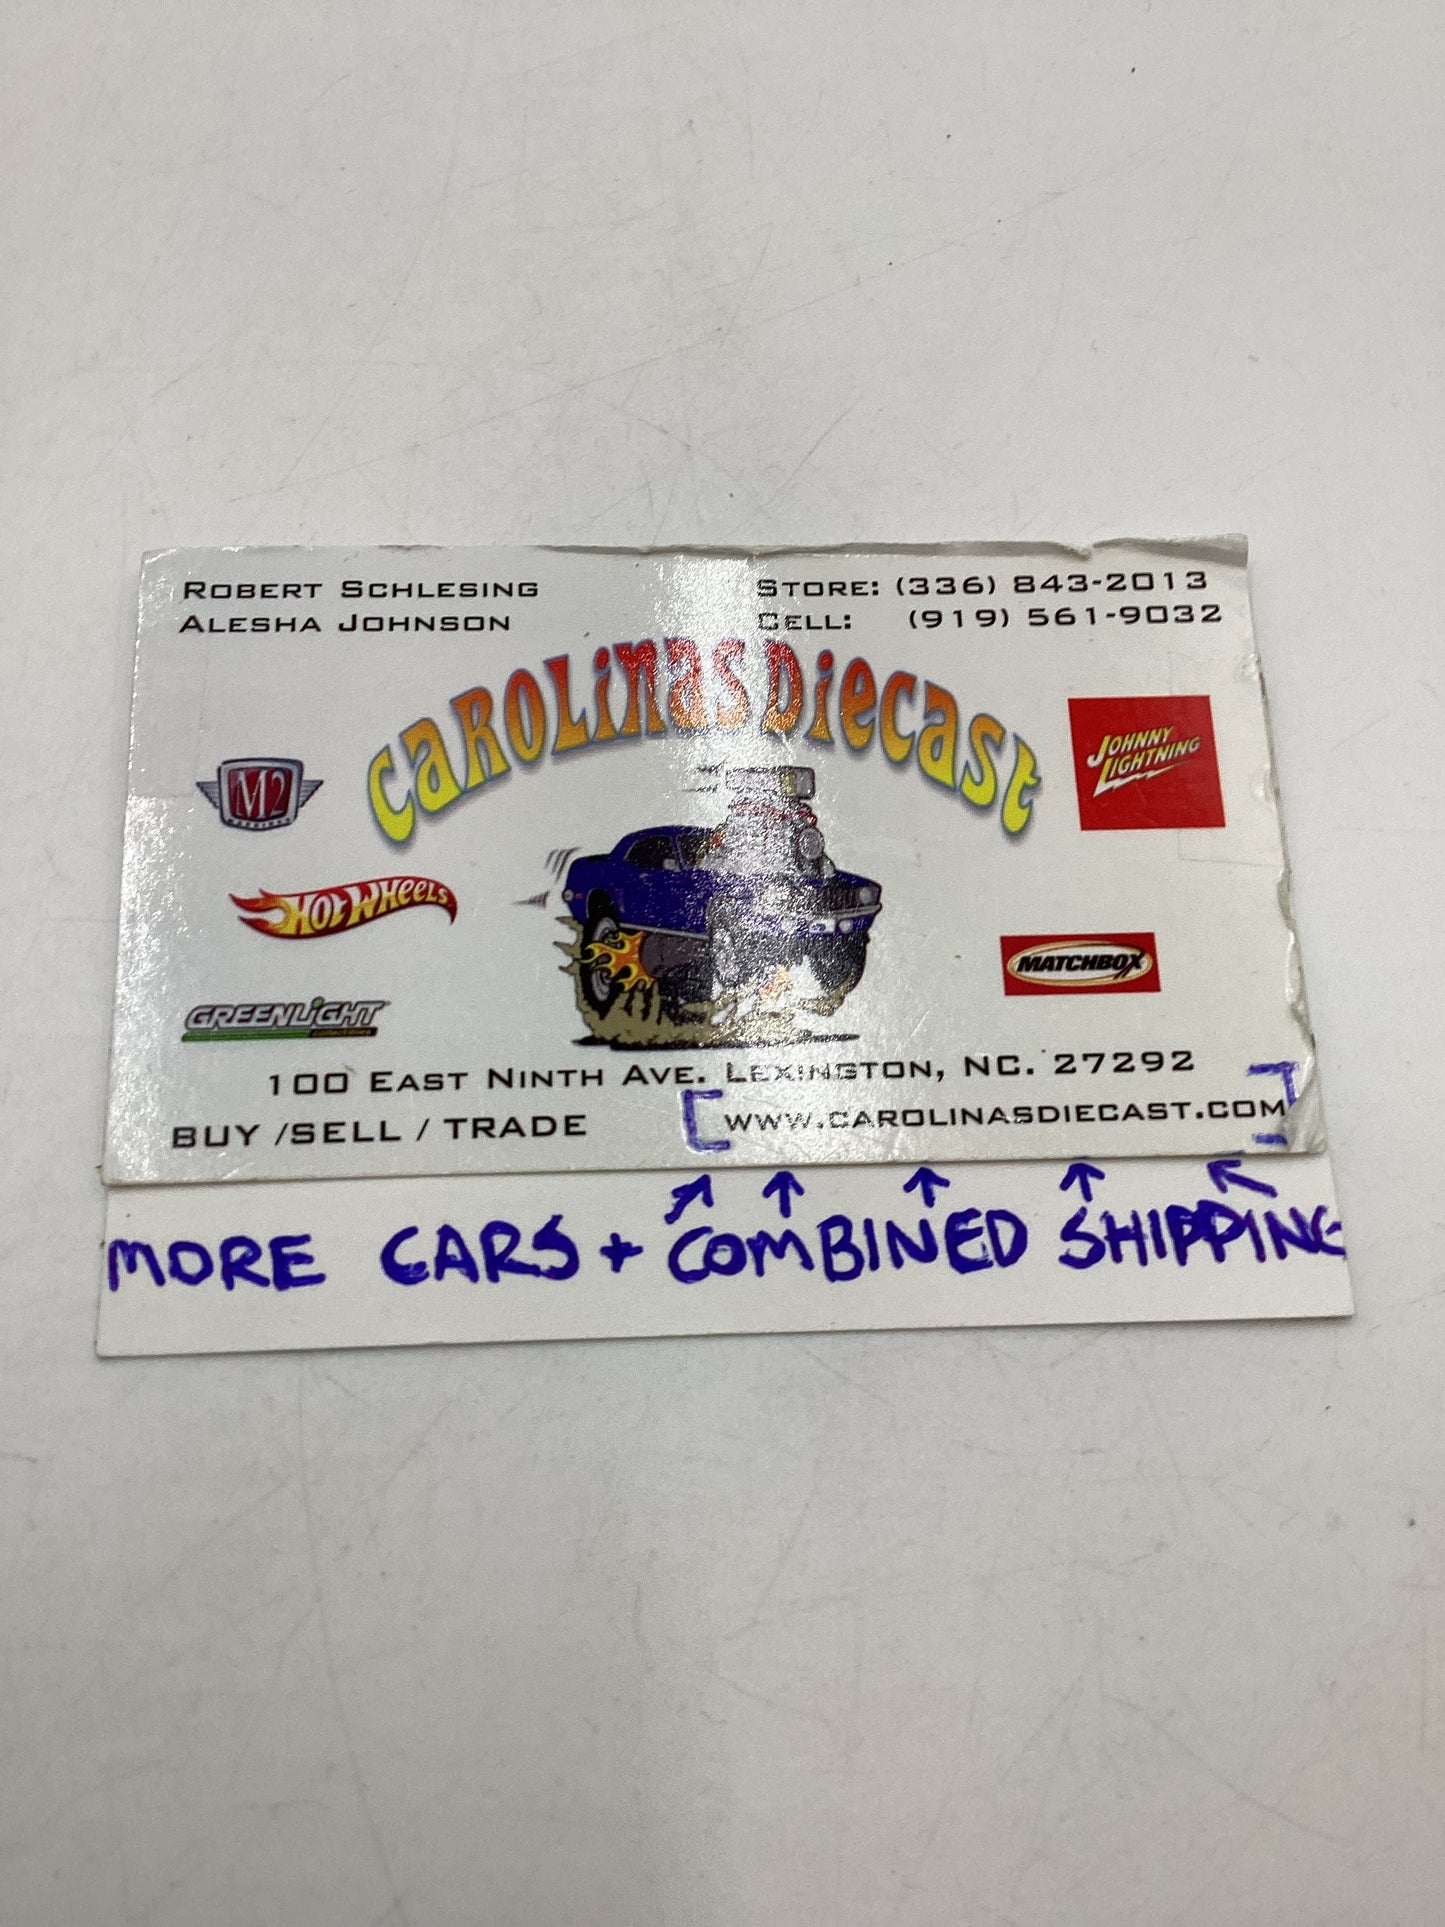 ROBERT SCHLESING
ALESHA JOHNSON
STORE: (336) 843-2013
CELL: (919) 561-9032
CAROLINAS DIECAST
M2
MACHINES
JOHNNY
LIGHTNING
HOT WHEELS
MATCHBOX
GREENLIGHT
100 EAST NINTH AVE. LEXINGTON, NC. 27292
BUY /SELL / TRADE
WWW.CAROLINASDIECAST.COM
MORE CARS + COMBINED SHIPPING